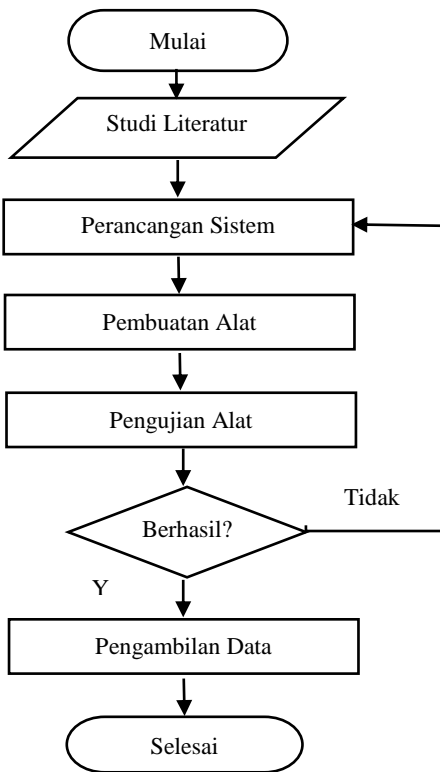 Mulai
Studi Literatur
Perancangan Sistem
Pembuatan Alat
Pengujian Alat
Tidak
Berhasil?
Y
Pengambilan Data
Selesai